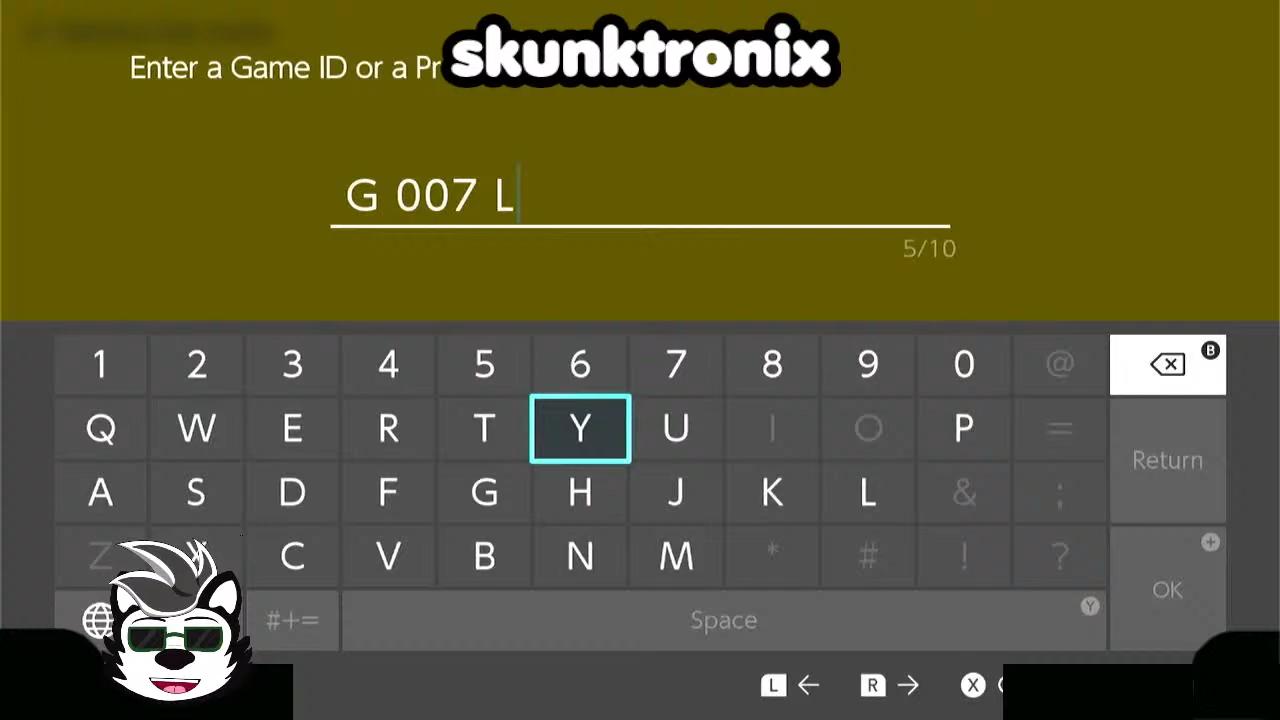 skunktronix
Enter a Game ID or a Pr
G 007 L
5/10
1 2 3 4 5 6 7 8 9 0 @ B
Q W E R T Y U I O P =
Return
A S D F G H J K L & ;
Z X C V B N M * # ! ? +
OK
#+= Space Y
L ← R → X